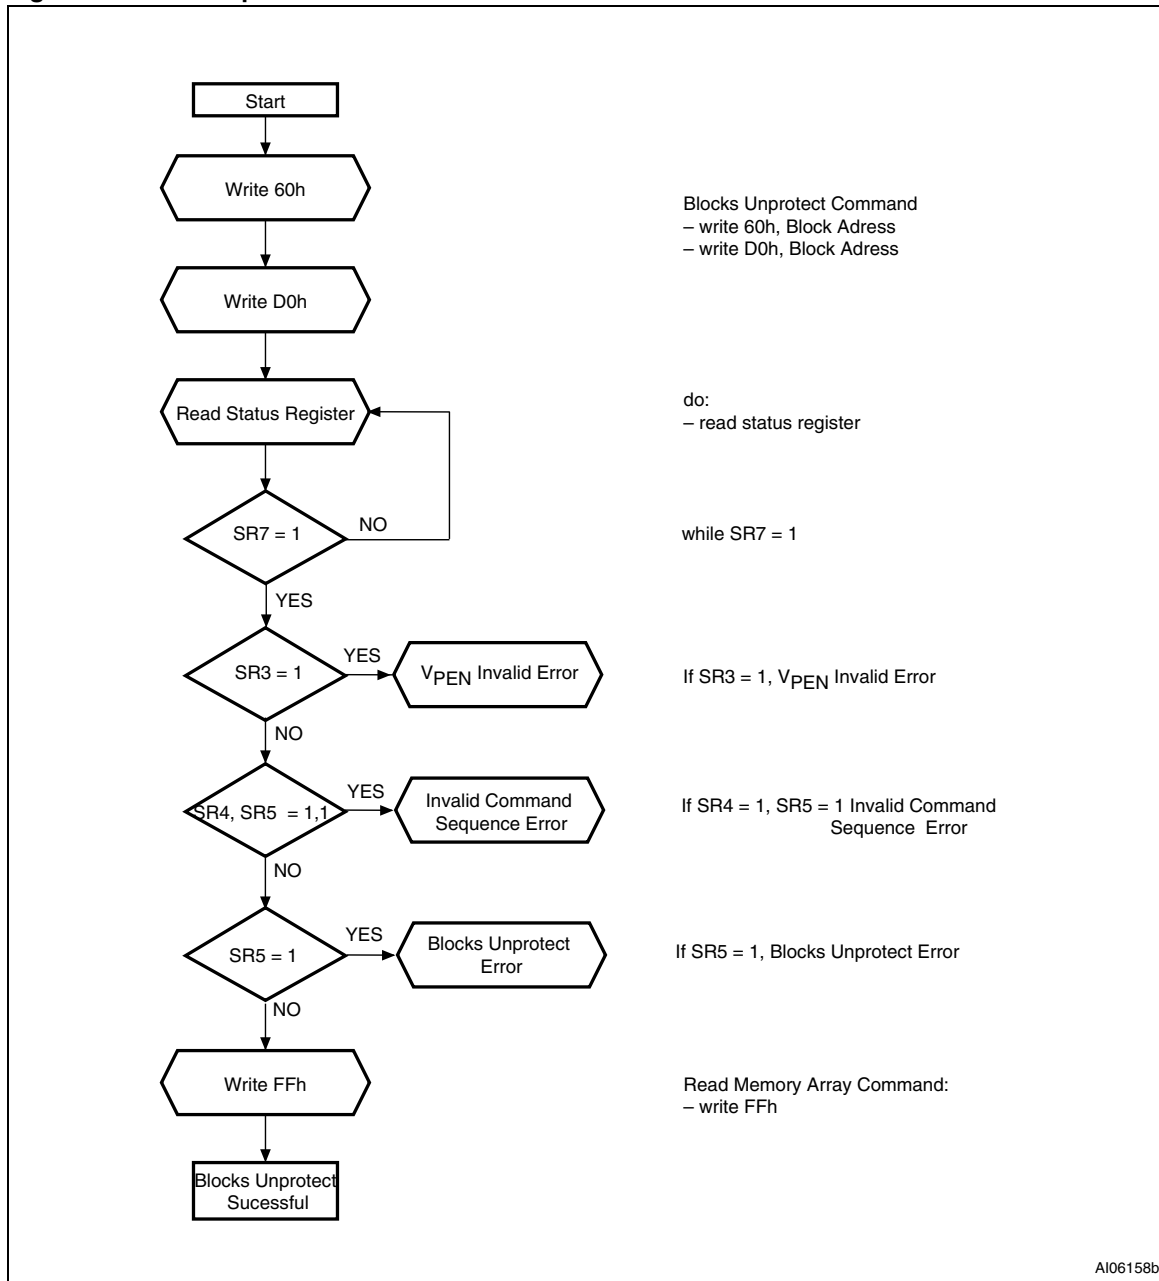 Start
Write 60h
Blocks Unprotect Command
– write 60h, Block Adress
– write D0h, Block Adress
Write D0h
Read Status Register
do:
– read status register
SR7 = 1
NO
while SR7 = 1
YES
SR3 = 1
YES
VPEN Invalid Error
If SR3 = 1, VPEN Invalid Error
NO
SR4, SR5 = 1,1
YES
Invalid Command
Sequence Error
If SR4 = 1, SR5 = 1 Invalid Command
Sequence Error
NO
SR5 = 1
YES
Blocks Unprotect
Error
If SR5 = 1, Blocks Unprotect Error
NO
Write FFh
Read Memory Array Command:
– write FFh
Blocks Unprotect
Sucessful
AI06158b